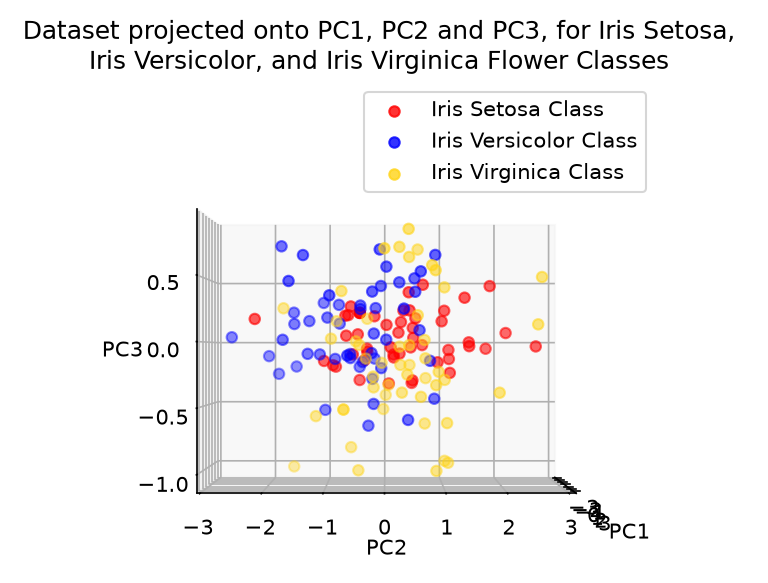 Dataset projected onto PC1, PC2 and PC3, for Iris Setosa,
Iris Versicolor, and Iris Virginica Flower Classes
Iris Setosa Class
Iris Versicolor Class
Iris Virginica Class
0.5
PC3 0.0
−0.5
−1.0
−3 −2 −1 0 1 2 3
PC1
PC2